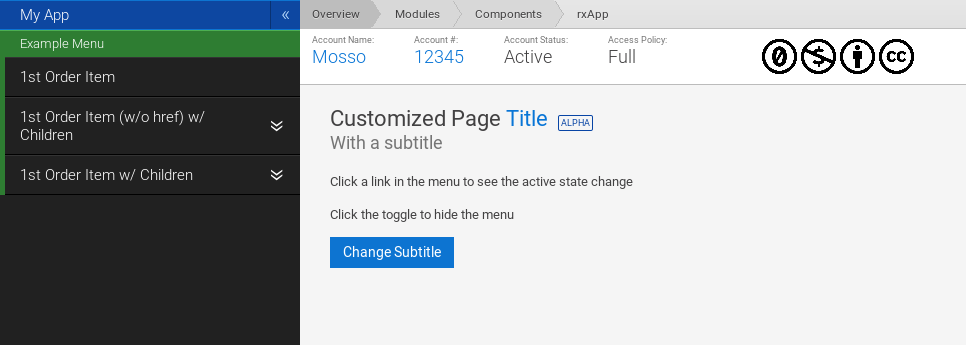 My App «
Example Menu
1st Order Item
1st Order Item (w/o href) w/
Children
1st Order Item w/ Children
Overview Modules Components rxApp
Account Name: Account #: Account Status: Access Policy:
Mosso 12345 Active Full
Customized Page Title ALPHA
With a subtitle
Click a link in the menu to see the active state change
Click the toggle to hide the menu
Change Subtitle